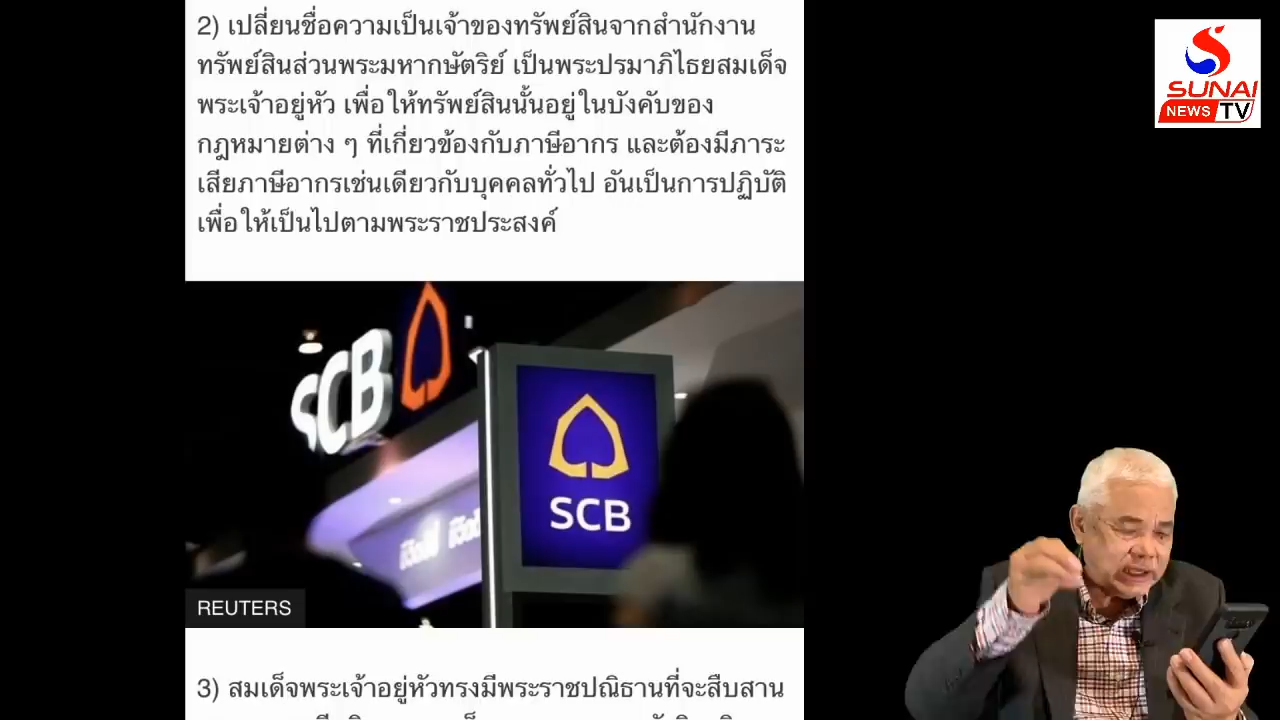 2) เปลี่ยนชื่อความเป็นเจ้าของทรัพย์สินจากสำนักงาน
ทรัพย์สินส่วนพระมหากษัตริย์ เป็นพระปรมาภิไธยสมเด็จ
พระเจ้าอยู่หัว เพื่อให้ทรัพย์สินนั้นอยู่ในบังคับของ
กฎหมายต่าง ๆ ที่เกี่ยวข้องกับภาษีอากร และต้องมีภาระ
เสียภาษีอากรเช่นเดียวกับบุคคลทั่วไป อันเป็นการปฏิบัติ
เพื่อให้เป็นไปตามพระราชประสงค์
SUNAI
NEWS TV
SCB
SCB
REUTERS
3) สมเด็จพระเจ้าอยู่หัวทรงมีพระราชปณิธานที่จะสืบสาน